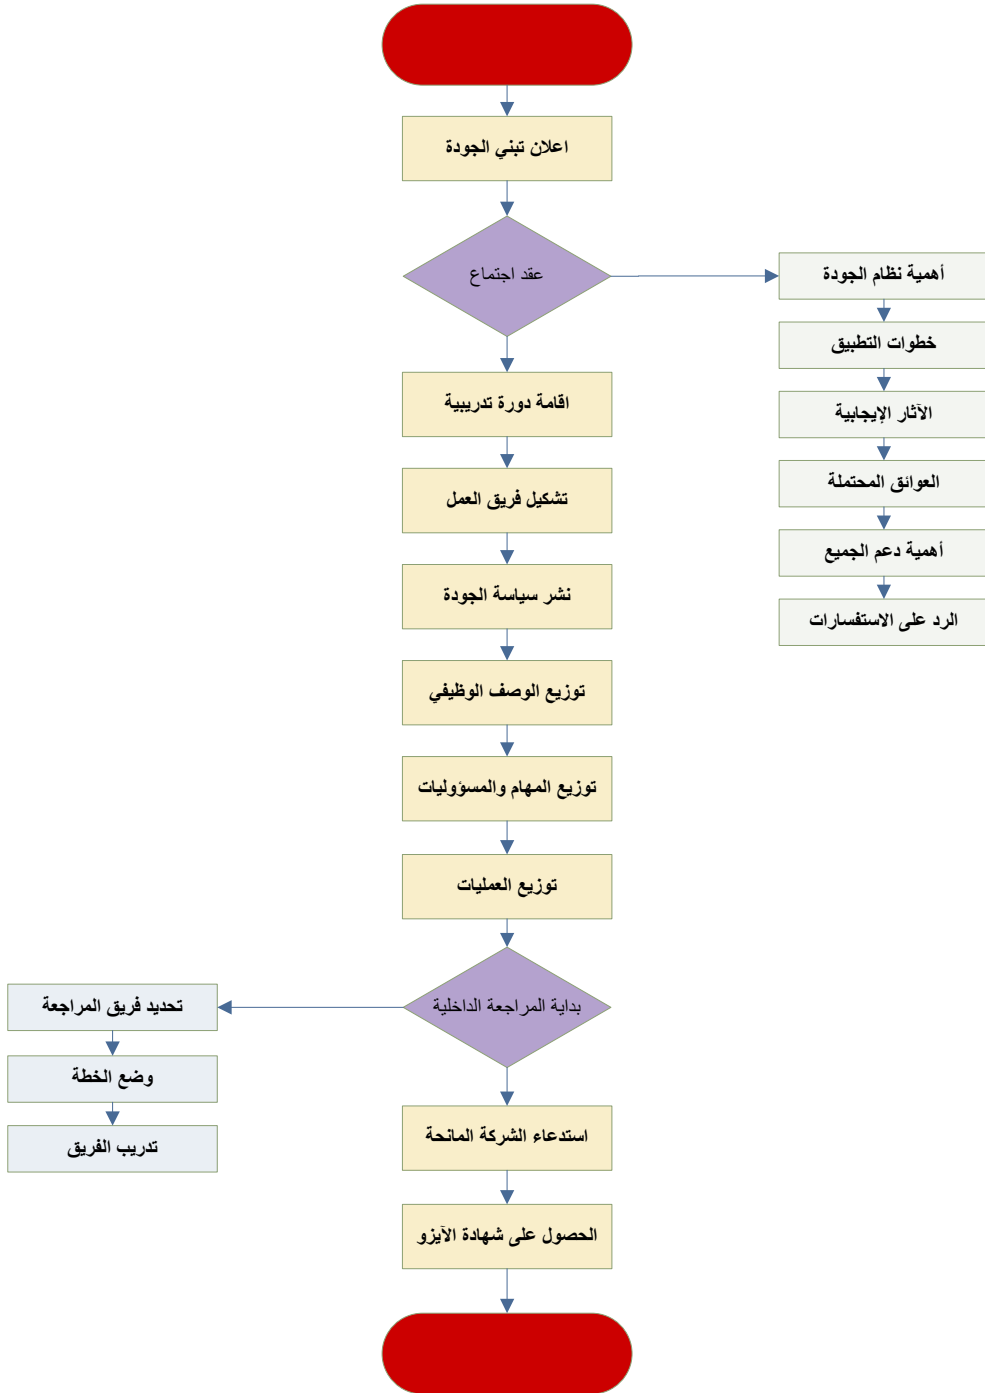 اعلان تبني الجودة
عقد اجتماع
أهمية نظام الجودة
خطوات التطبيق
الآثار الإيجابية
العوائق المحتملة
أهمية دعم الجميع
الرد على الاستفسارات
اقامة دورة تدريبية
تشكيل فريق العمل
نشر سياسة الجودة
توزيع الوصف الوظيفي
توزيع المهام والمسؤوليات
توزيع العمليات
بداية المراجعة الداخلية
تحديد فريق المراجعة
وضع الخطة
تدريب الفريق
استدعاء الشركة المانحة
الحصول على شهادة الآيزو